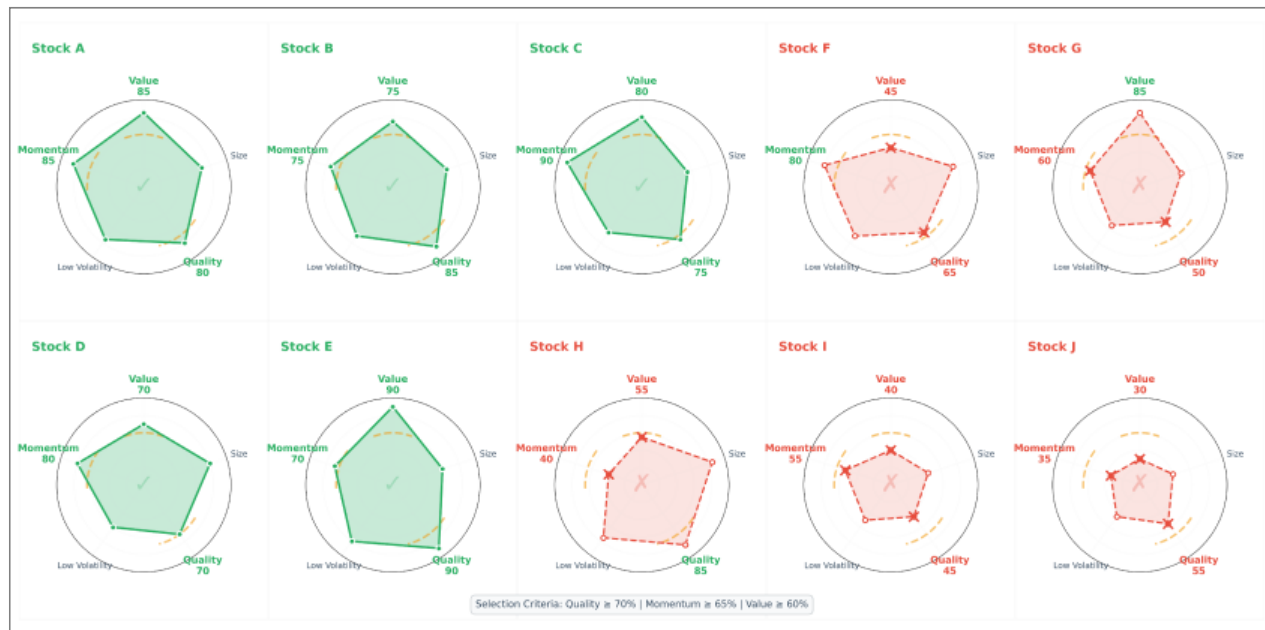 Stock A
Stock B
Stock C
Stock F
Stock G
Value
85
Value
75
Value
80
Value
45
Value
85
Momentum
85
Momentum
75
Momentum
90
Momentum
80
Momentum
60
Size
Size
Size
Size
Size
Low Volatility
Low Volatility
Low Volatility
Low Volatility
Low Volatility
Quality
80
Quality
85
Quality
75
Quality
65
Quality
50
Stock D
Stock E
Stock H
Stock I
Stock J
Value
70
Value
90
Value
55
Value
40
Value
30
Momentum
80
Momentum
70
Momentum
40
Momentum
55
Momentum
35
Size
Size
Size
Size
Size
Low Volatility
Low Volatility
Low Volatility
Low Volatility
Low Volatility
Quality
70
Quality
90
Quality
85
Quality
45
Quality
55
Selection Criteria: Quality ≥ 70% | Momentum ≥ 65% | Value ≥ 60%